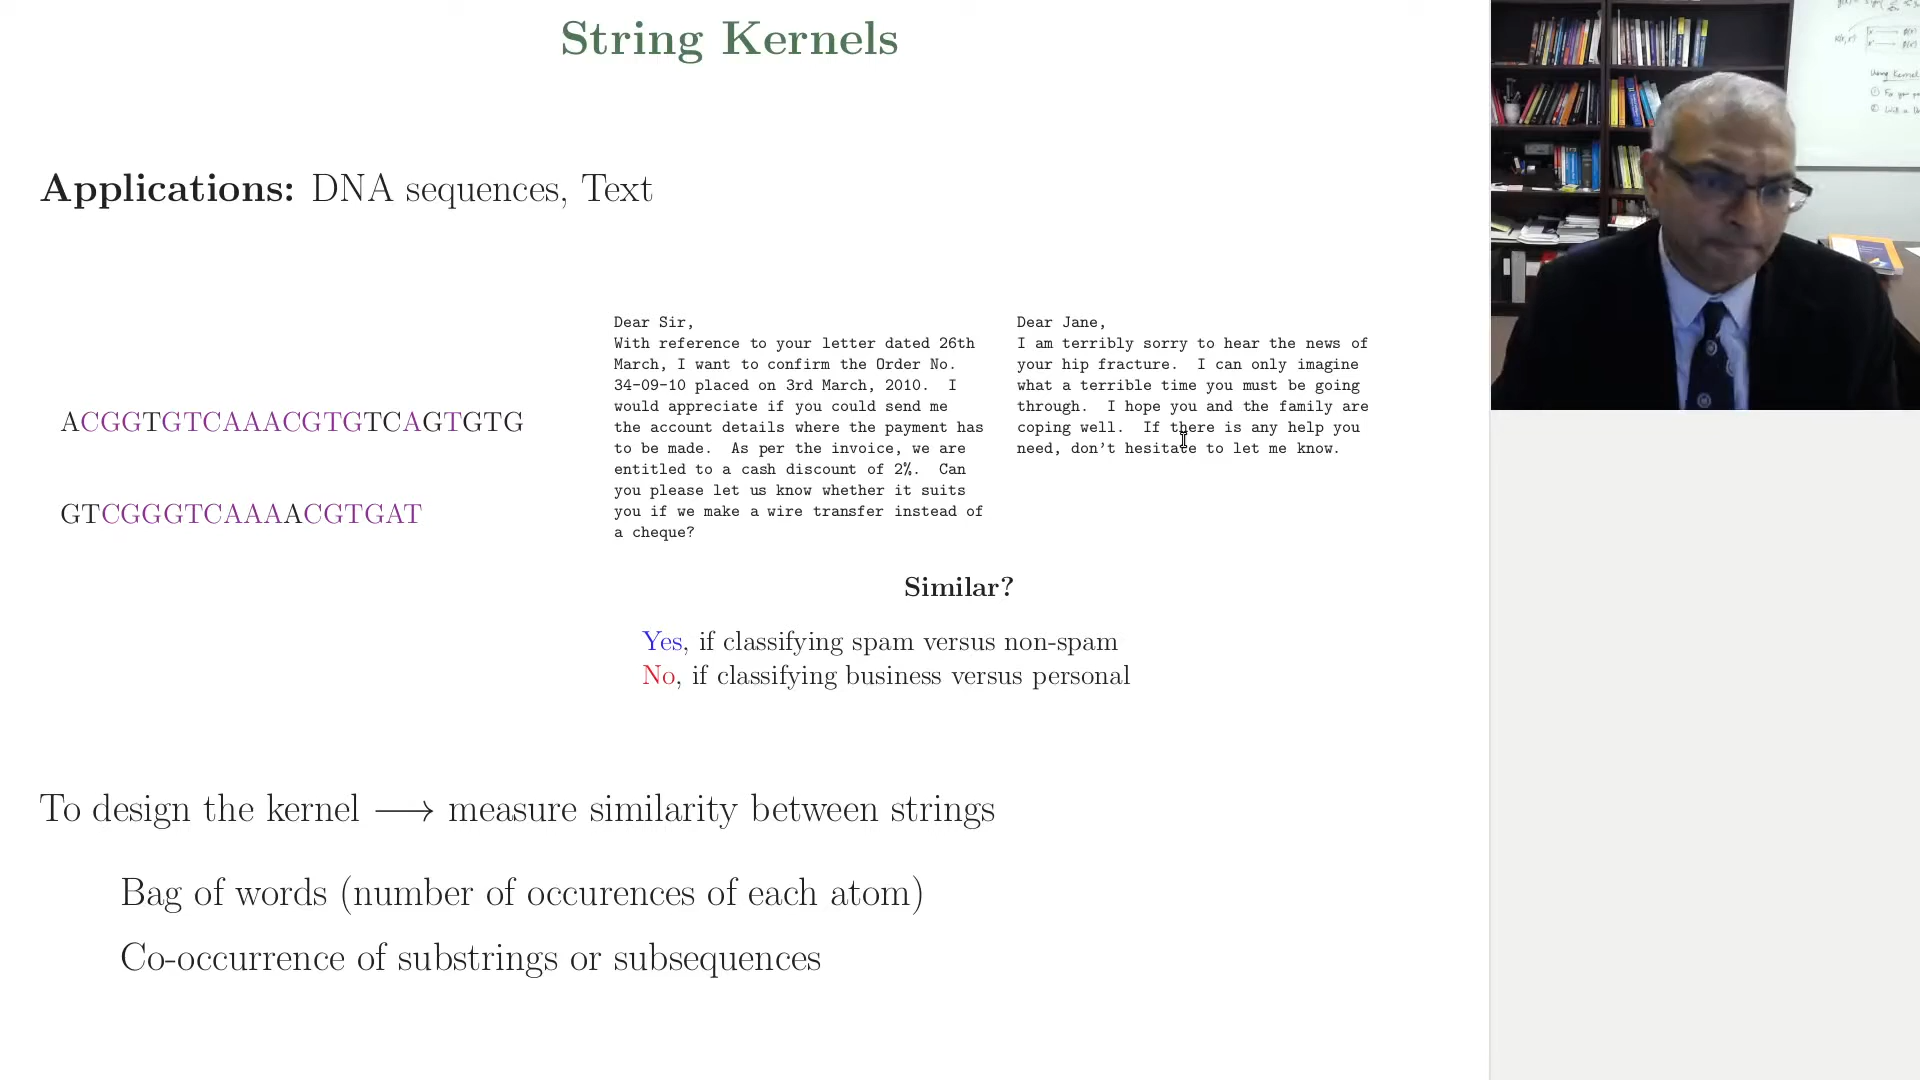 String Kernels
Applications: DNA sequences, Text
ACGGTGTCAAACGTGTCAGTGTG
GTCGGGTCAAAACGTGAT
Dear Sir,
With reference to your letter dated 26th
March, I want to confirm the Order No.
34-09-10 placed on 3rd March, 2010. I
would appreciate if you could send me
the account details where the payment has
to be made. As per the invoice, we are
entitled to a cash discount of 2%. Can
you please let us know whether it suits
you if we make a wire transfer instead of
a cheque?
Dear Jane,
I am terribly sorry to hear the news of
your hip fracture. I can only imagine
what a terrible time you must be going
through. I hope you and the family are
coping well. If there is any help you
need, don't hesitate to let me know.
Similar?
Yes, if classifying spam versus non-spam
No, if classifying business versus personal
To design the kernel ⟶ measure similarity between strings
Bag of words (number of occurences of each atom)
Co-occurrence of substrings or subsequences
Using Kernel